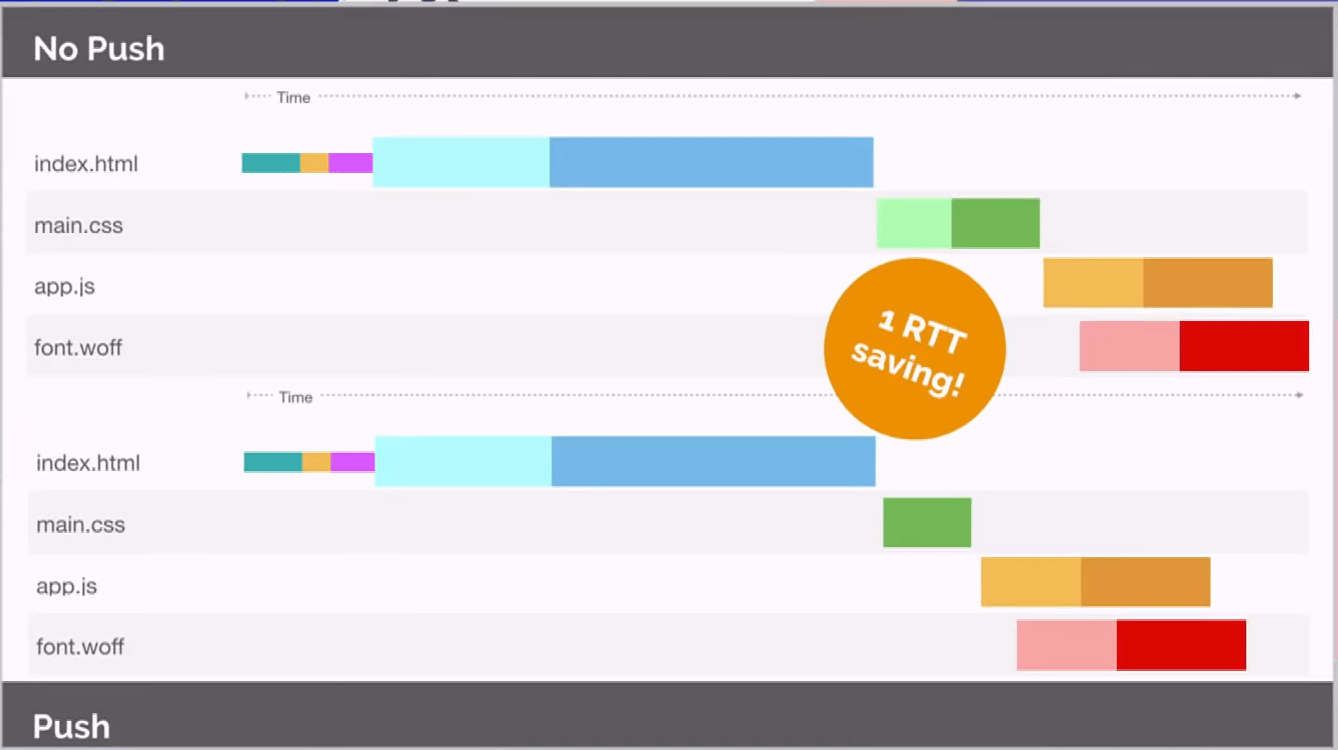 No Push
Time
index.html
main.css
app.js
font.woff
1 RTT
saving!
Time
index.html
main.css
app.js
font.woff
Push